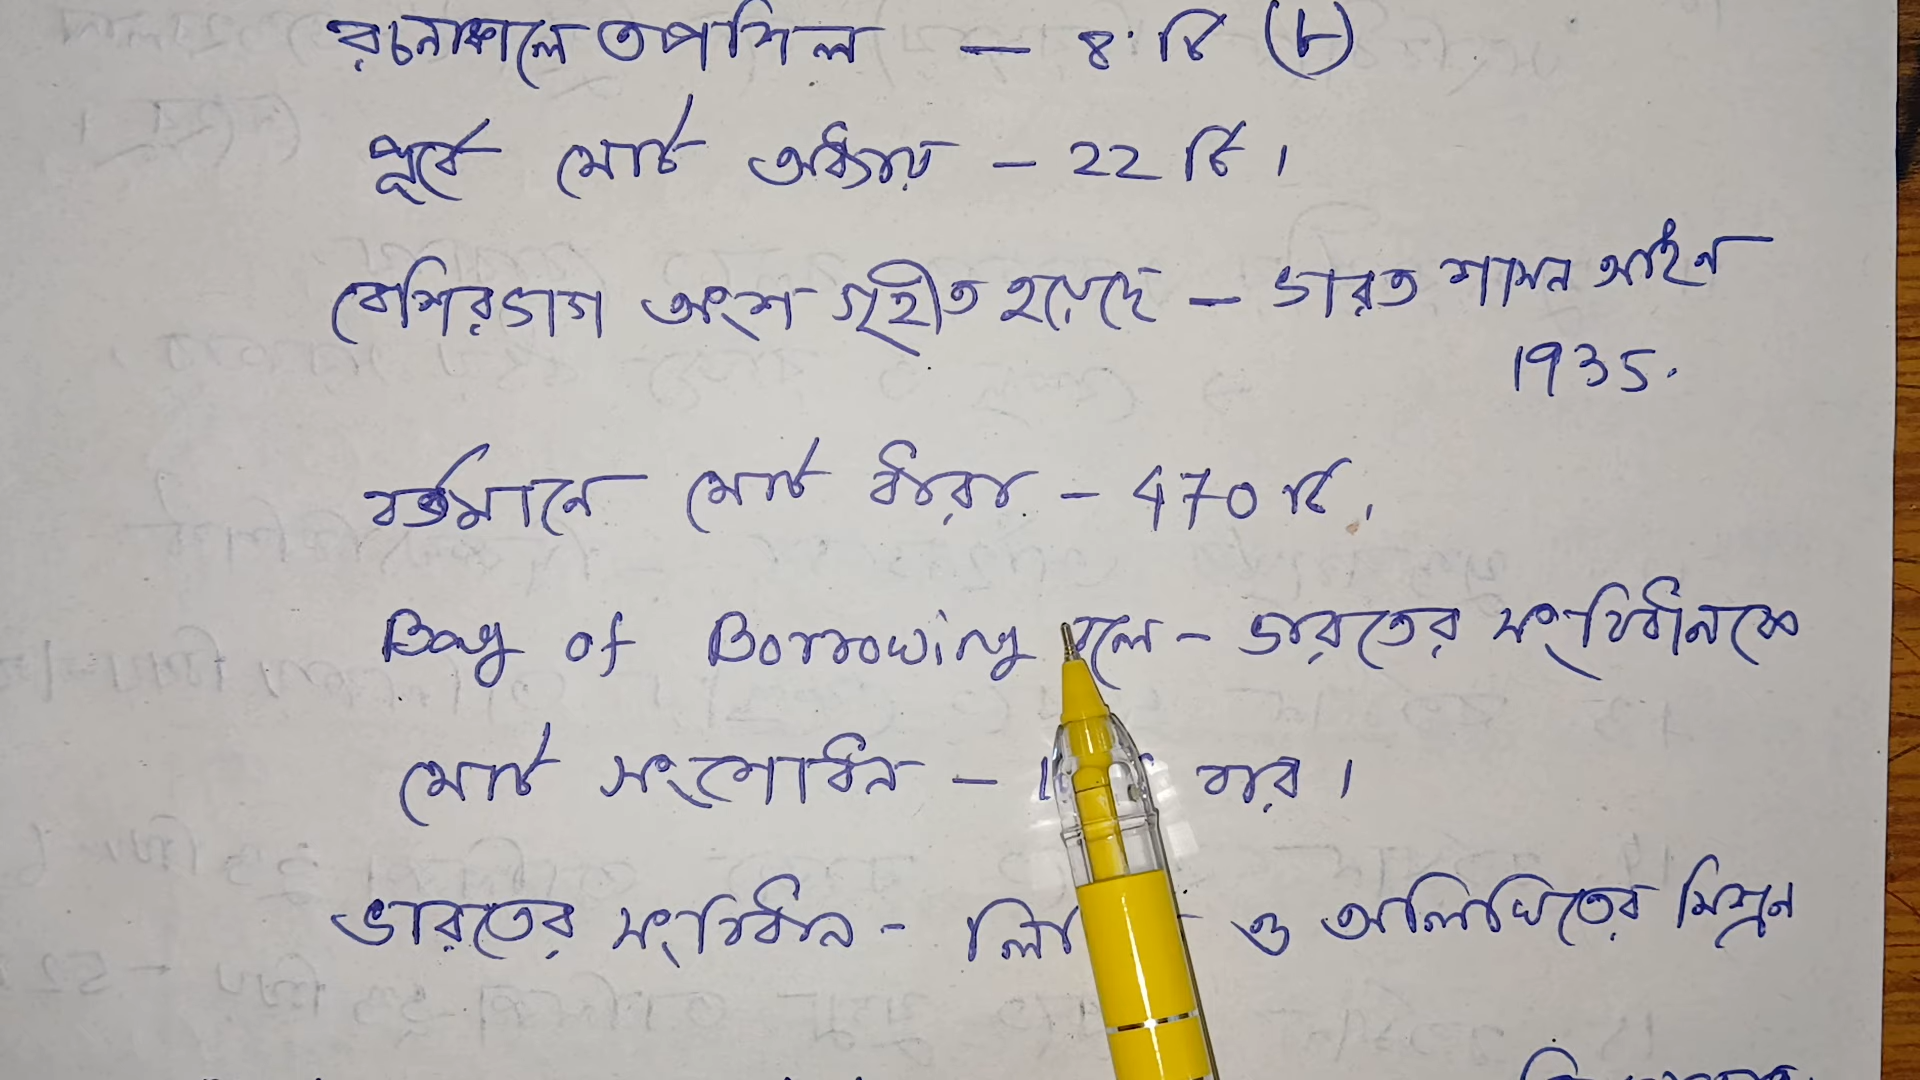 রচনাকালে তপশিল — 8 টি (৮)
পূর্বে মোট অধ্যায় - 22 টি।
বেশিরভাগ অংশ গৃহীত হয়েছে - ভারত শাসন আইন
1935.
বর্তমানে মোট ধারা - 470 টি।
Bag of Borrowing বলে - ভারতের সংবিধানকে
মোট সংশোধন - বার।
ভারতের সংবিধান - ও অলিখিতের মিশ্রন